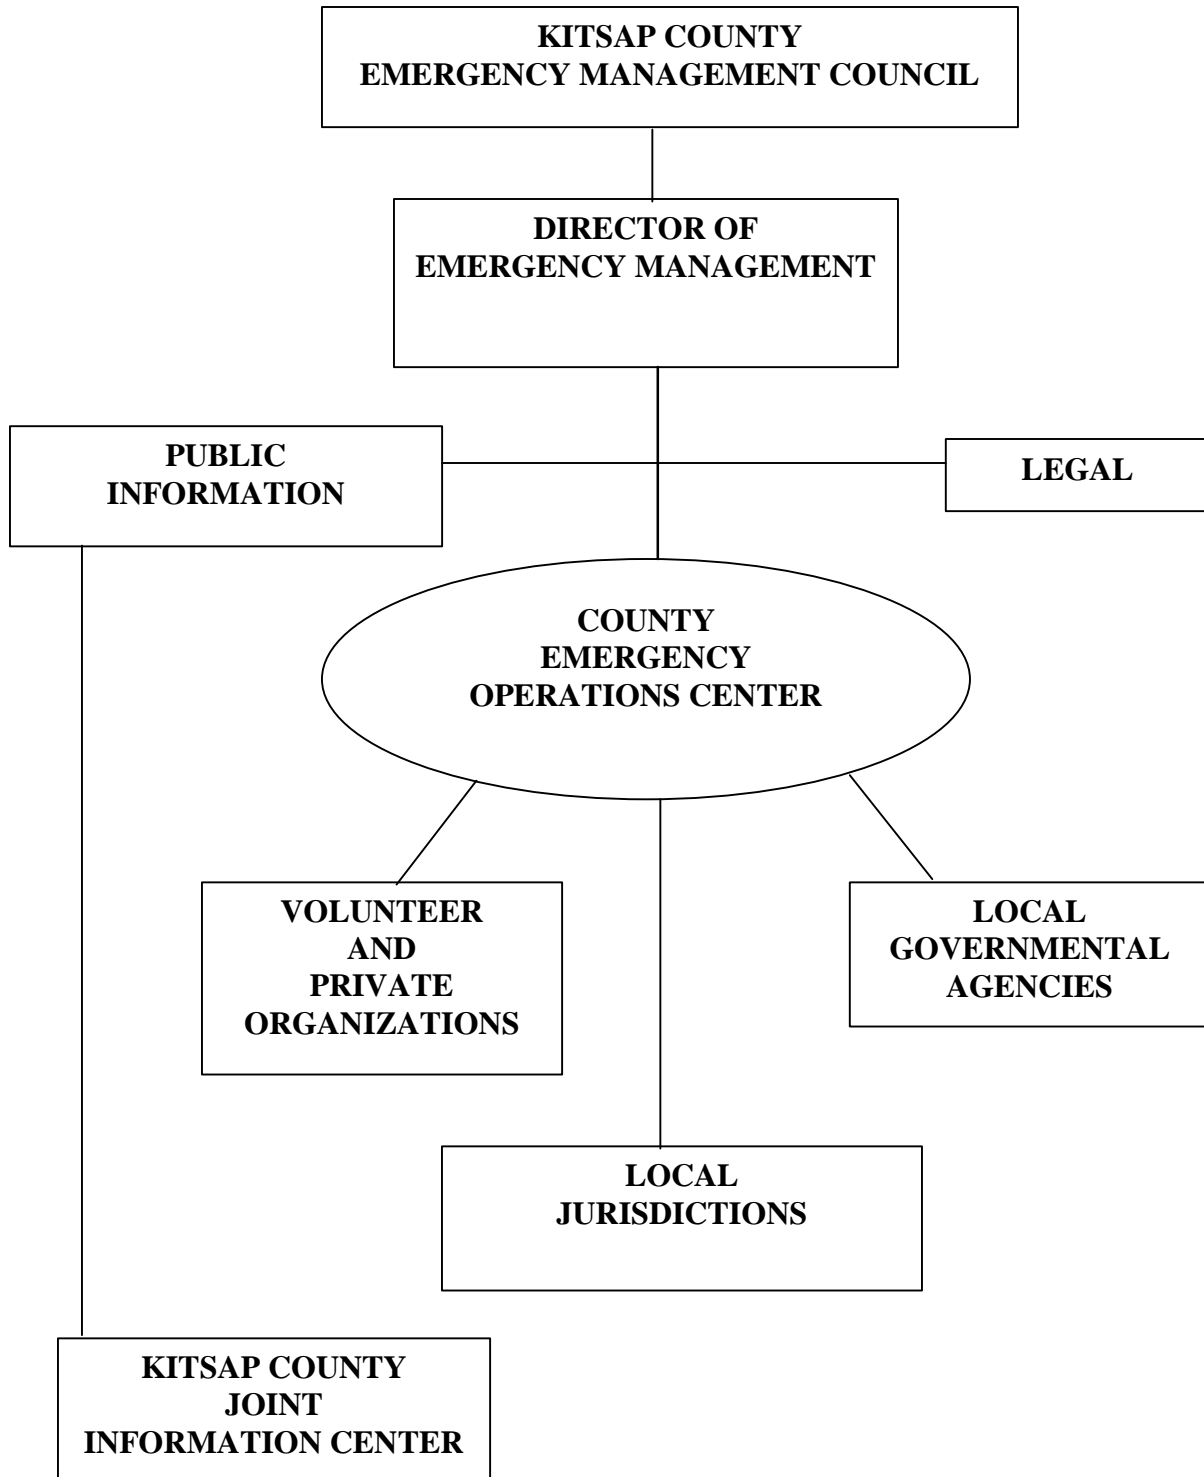 KITSAP COUNTY
EMERGENCY MANAGEMENT COUNCIL
DIRECTOR OF
EMERGENCY MANAGEMENT
PUBLIC
INFORMATION
LEGAL
COUNTY
EMERGENCY
OPERATIONS CENTER
VOLUNTEER
AND
PRIVATE
ORGANIZATIONS
LOCAL
GOVERNMENTAL
AGENCIES
LOCAL
JURISDICTIONS
KITSAP COUNTY
JOINT
INFORMATION CENTER